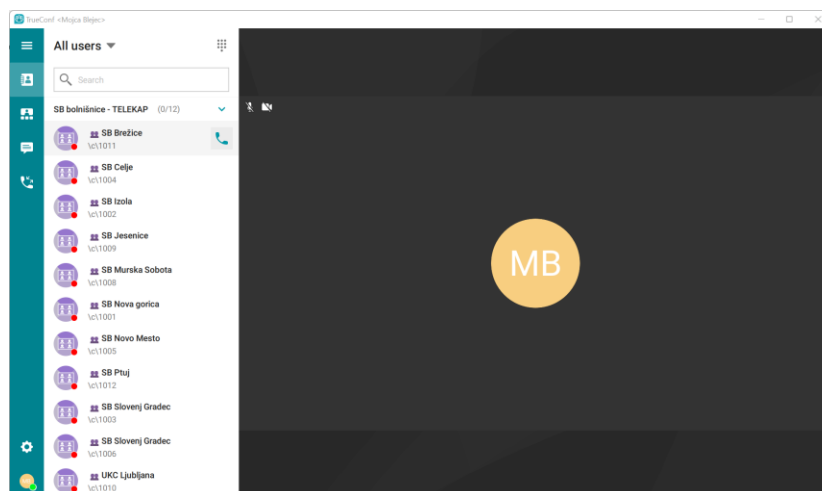 TrueConf <Mojca Blejec>
All users
Search
SB bolnišnice - TELEKAP (0/12)
SB Brežice
\c\1011
SB Celje
\c\1004
SB Izola
\c\1002
SB Jesenice
\c\1009
SB Murska Sobota
\c\1008
SB Nova gorica
\c\1001
SB Novo Mesto
\c\1005
SB Ptuj
\c\1012
SB Slovenj Gradec
\c\1003
SB Slovenj Gradec
\c\1006
UKC Ljubljana
\c\1010
MB
MB